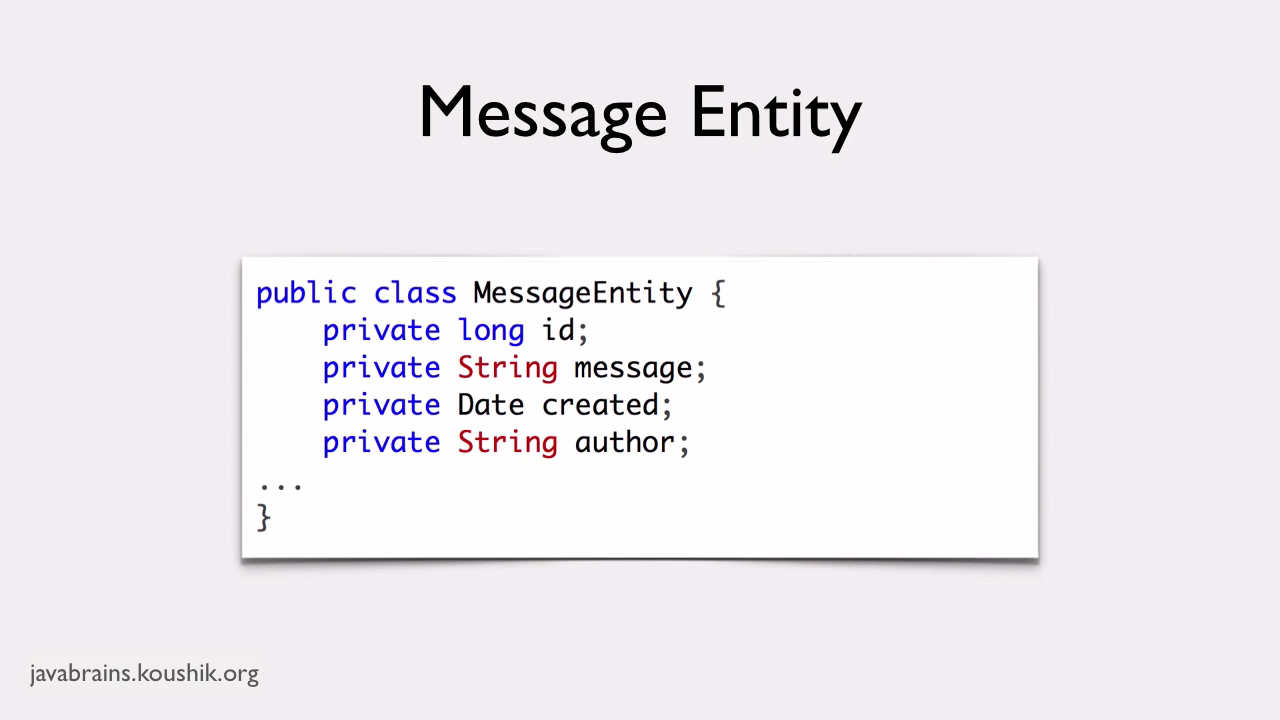 Message Entity
public class MessageEntity {
    private long id;
    private String message;
    private Date created;
    private String author;
...
}
javabrains.koushik.org